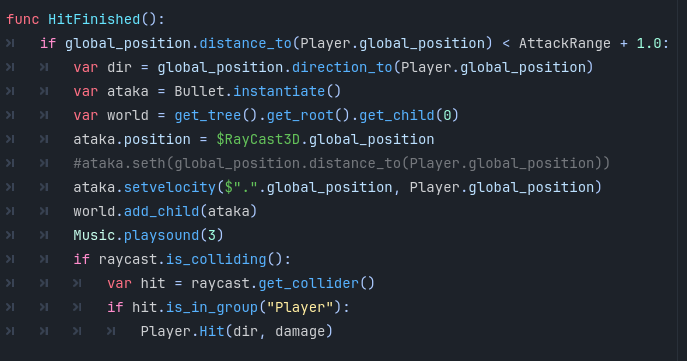 func HitFinished():
if global_position.distance_to(Player.global_position) < AttackRange + 1.0:
var dir = global_position.direction_to(Player.global_position)
var ataka = Bullet.instantiate()
var world = get_tree().get_root().get_child(0)
ataka.position = $RayCast3D.global_position
#ataka.seth(global_position.distance_to(Player.global_position))
ataka.setvelocity($".".global_position, Player.global_position)
world.add_child(ataka)
Music.playsound(3)
if raycast.is_colliding():
var hit = raycast.get_collider()
if hit.is_in_group("Player"):
Player.Hit(dir, damage)